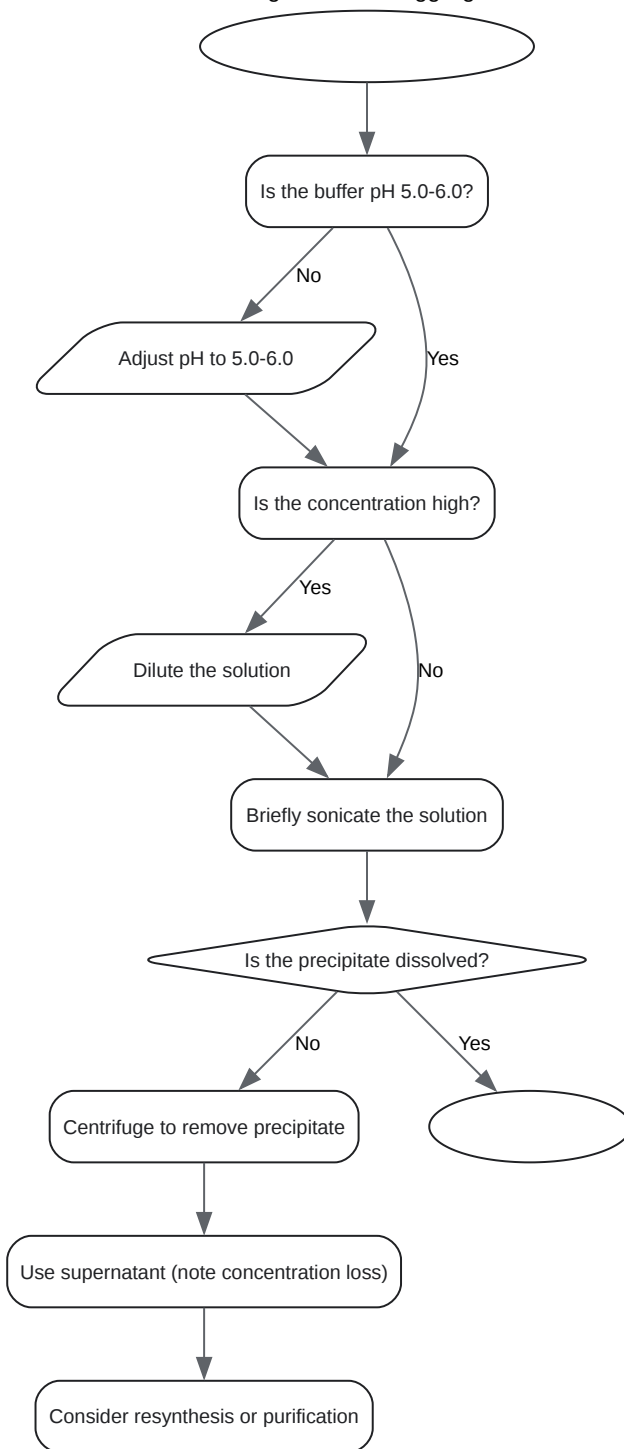 Is the buffer pH 5.0-6.0?
No
Adjust pH to 5.0-6.0
Yes
Is the concentration high?
Yes
Dilute the solution
No
Briefly sonicate the solution
Is the precipitate dissolved?
No
Yes
Centrifuge to remove precipitate
Use supernatant (note concentration loss)
Consider resynthesis or purification